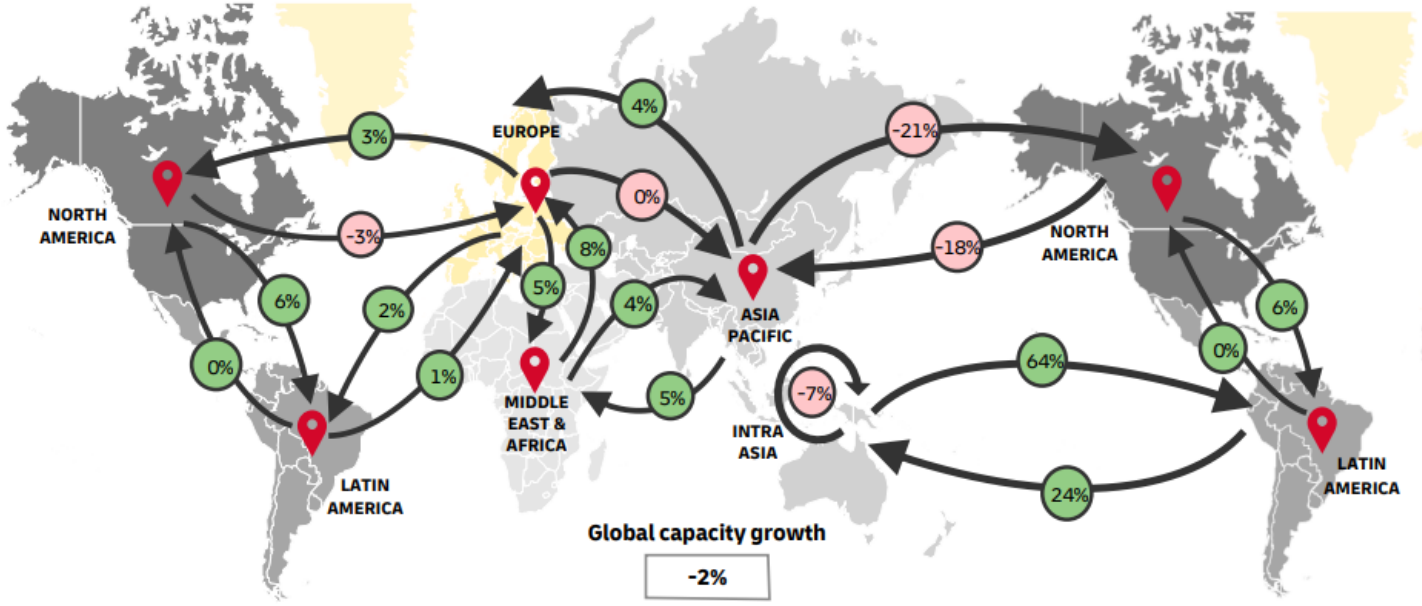 4%
-21%
EUROPE
3%
0%
NORTH
AMERICA
-3%
8%
-18%
NORTH
AMERICA
5%
4%
6%
2%
ASIA
PACIFIC
6%
0%
1%
0%
64%
5%
-7%
MIDDLE
EAST &
AFRICA
INTRA
ASIA
LATIN
AMERICA
24%
LATIN
AMERICA
Global capacity growth
-2%